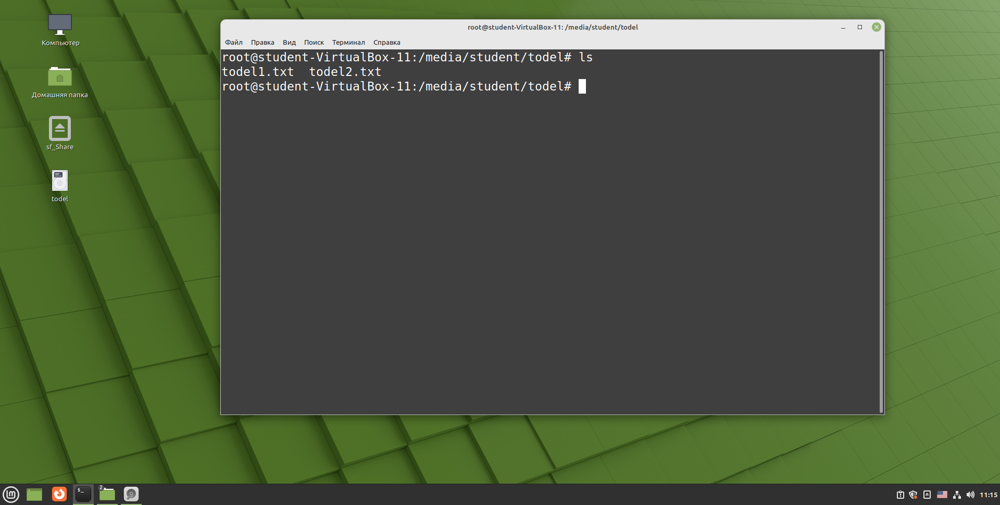 Компьютер
Домашняя папка
sf_Share
todel
root@student-VirtualBox-11: /media/student/todel
Файл Правка Вид Поиск Терминал Справка
root@student-VirtualBox-11:/media/student/todel# ls
todel1.txt  todel2.txt
root@student-VirtualBox-11:/media/student/todel#
$_
2
11:15